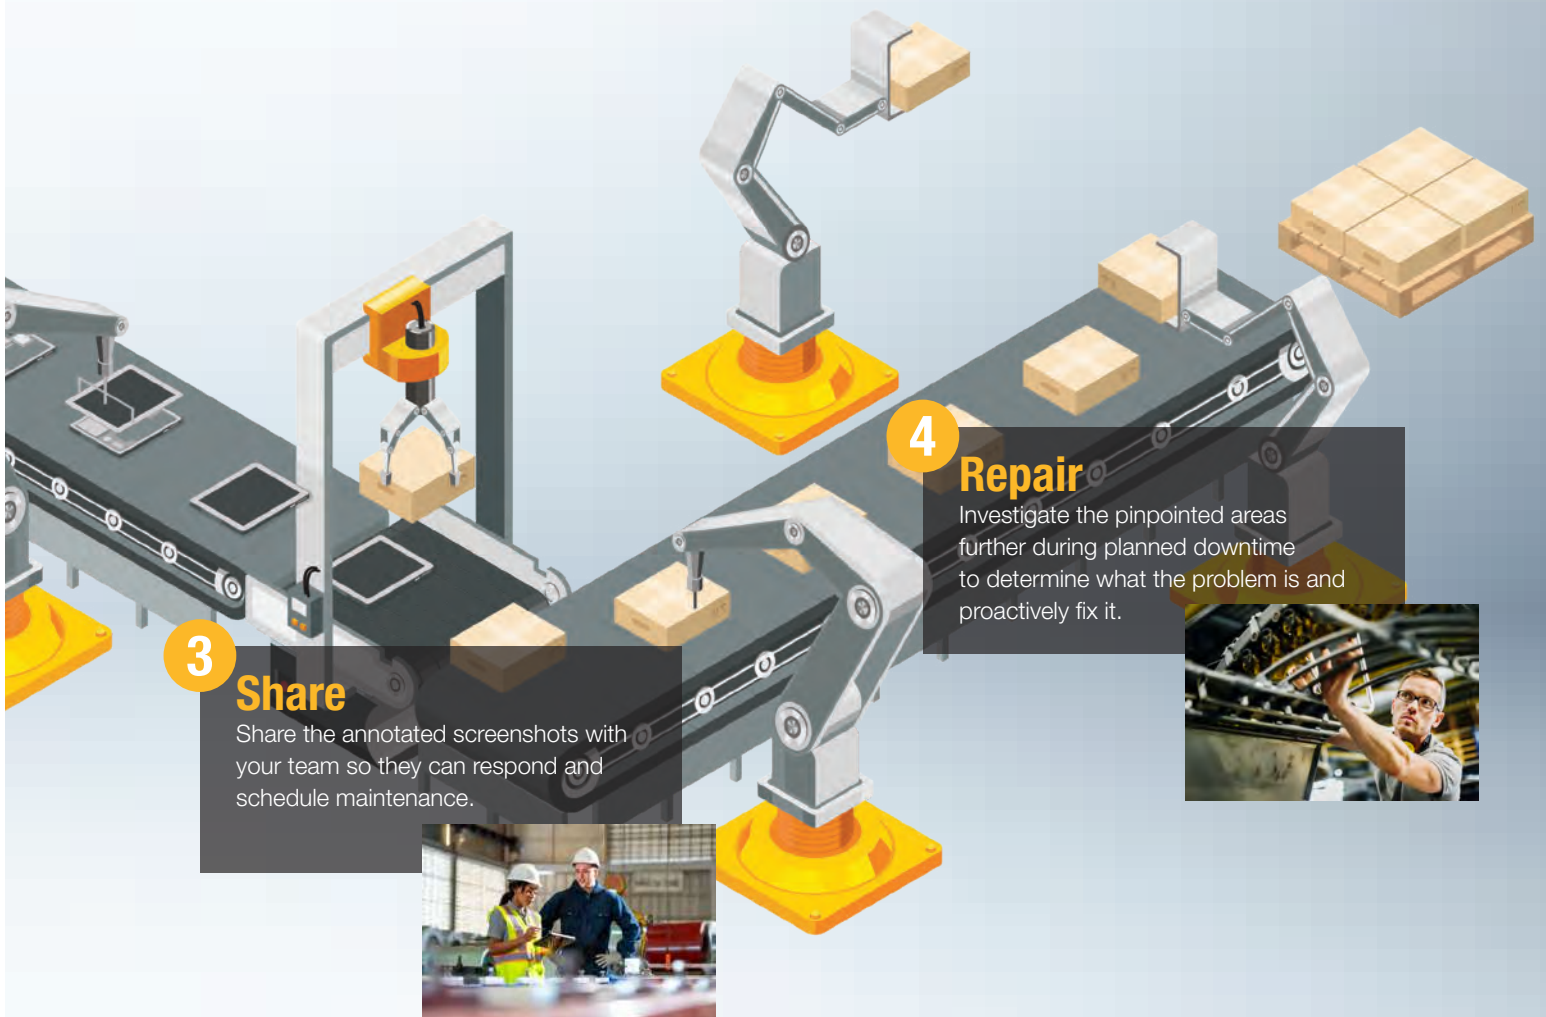 3
Share
Share the annotated screenshots with
your team so they can respond and
schedule maintenance.
4
Repair
Investigate the pinpointed areas
further during planned downtime
to determine what the problem is and
proactively fix it.